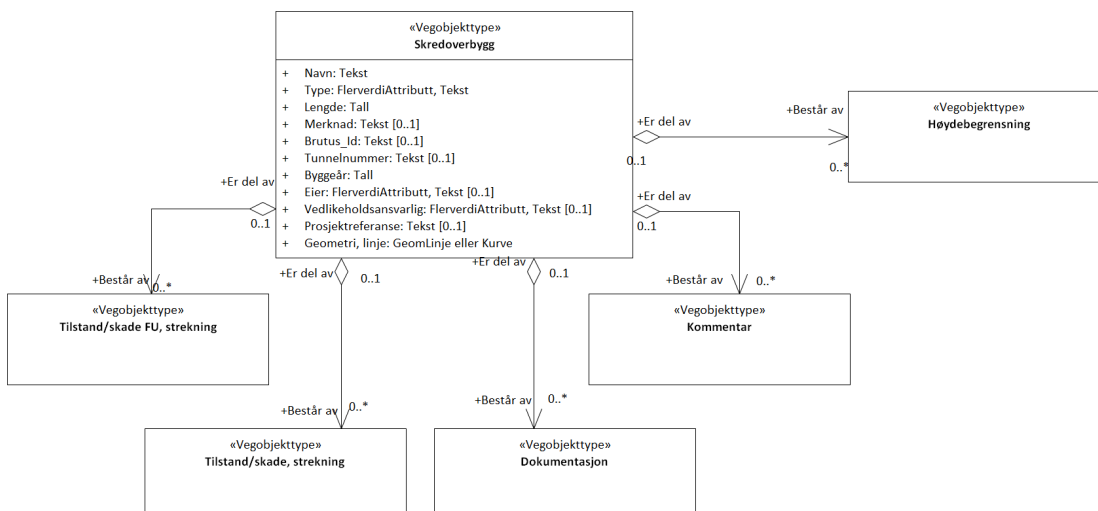 «Vegobjekttype»
Skredoverbygg
+ Navn: Tekst
+ Type: FlerverdiAttributt, Tekst
+ Lengde: Tall
+ Merknad: Tekst [0..1]
+ Brutus_Id: Tekst [0..1]
+ Tunnelnummer: Tekst [0..1]
+ Byggeår: Tall
+ Eier: FlerverdiAttributt, Tekst [0..1]
+ Vedlikeholdsansvarlig: FlerverdiAttributt, Tekst [0..1]
+ Prosjektreferanse: Tekst [0..1]
+ Geometri, linje: GeomLinje eller Kurve
+Er del av
0..1
+Består av
0..*
«Vegobjekttype»
Høydebegrensning
+Er del av
0..1
+Består av
0..*
«Vegobjekttype»
Kommentar
+Er del av
0..1
+Består av
0..*
«Vegobjekttype»
Tilstand/skade FU, strekning
+Er del av
0..1
+Består av
0..*
«Vegobjekttype»
Tilstand/skade, strekning
+Er del av
0..1
+Består av
0..*
«Vegobjekttype»
Dokumentasjon